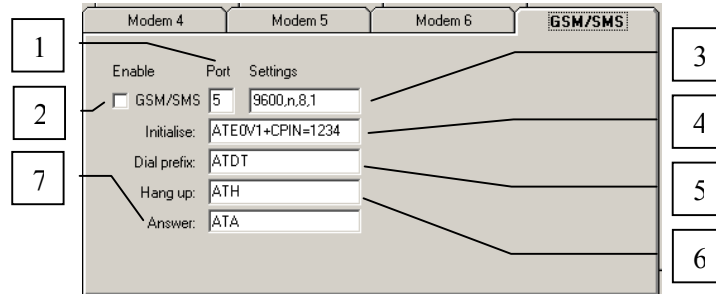 Modem 4 Modem 5 Modem 6 GSM/SMS
1
3
Enable Port Settings
2
GSM/SMS 5 9600,n,8,1
4
Initialise: ATE0V1+CPIN=1234
Dial prefix: ATDT
7
5
Hang up: ATH
Answer: ATA
6